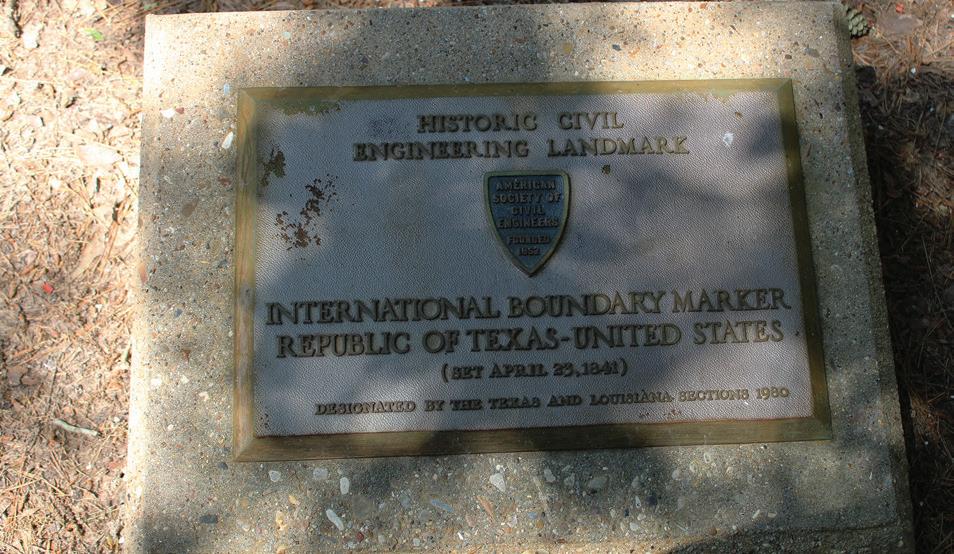 HISTORIC CIVIL
ENGINEERING LANDMARK
AMERICAN
SOCIETY OF
CIVIL
ENGINEERS
FOUNDED
1852
INTERNATIONAL BOUNDARY MARKER
REPUBLIC OF TEXAS-UNITED STATES
(SET APRIL 23, 1841)
DESIGNATED BY THE TEXAS AND LOUISIANA SECTIONS 1980